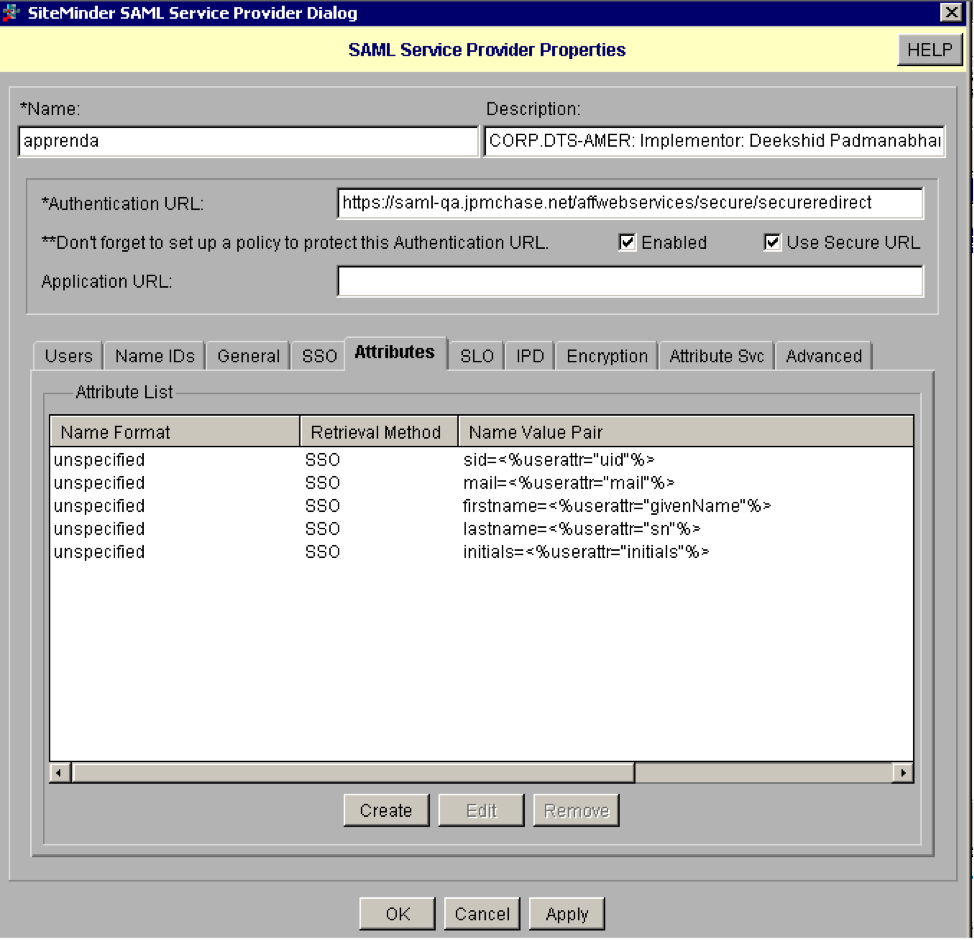 SiteMinder SAML Service Provider Dialog
SAML Service Provider Properties
HELP
*Name:
Description:
apprenda
CORP.DTS-AMER: Implementor: Deekshid Padmanabhan
*Authentication URL:
https://saml-qa.jpmchase.net/affwebservices/secure/secureredirect
**Don't forget to set up a policy to protect this Authentication URL.
Enabled
Use Secure URL
Application URL:
Users Name IDs General SSO Attributes SLO IPD Encryption Attribute Svc Advanced
Attribute List
Name Format Retrieval Method Name Value Pair
unspecified SSO sid=<%userattr="uid"%>
unspecified SSO mail=<%userattr="mail"%>
unspecified SSO firstname=<%userattr="givenName"%>
unspecified SSO lastname=<%userattr="sn"%>
unspecified SSO initials=<%userattr="initials"%>
Create Edit Remove
OK Cancel Apply